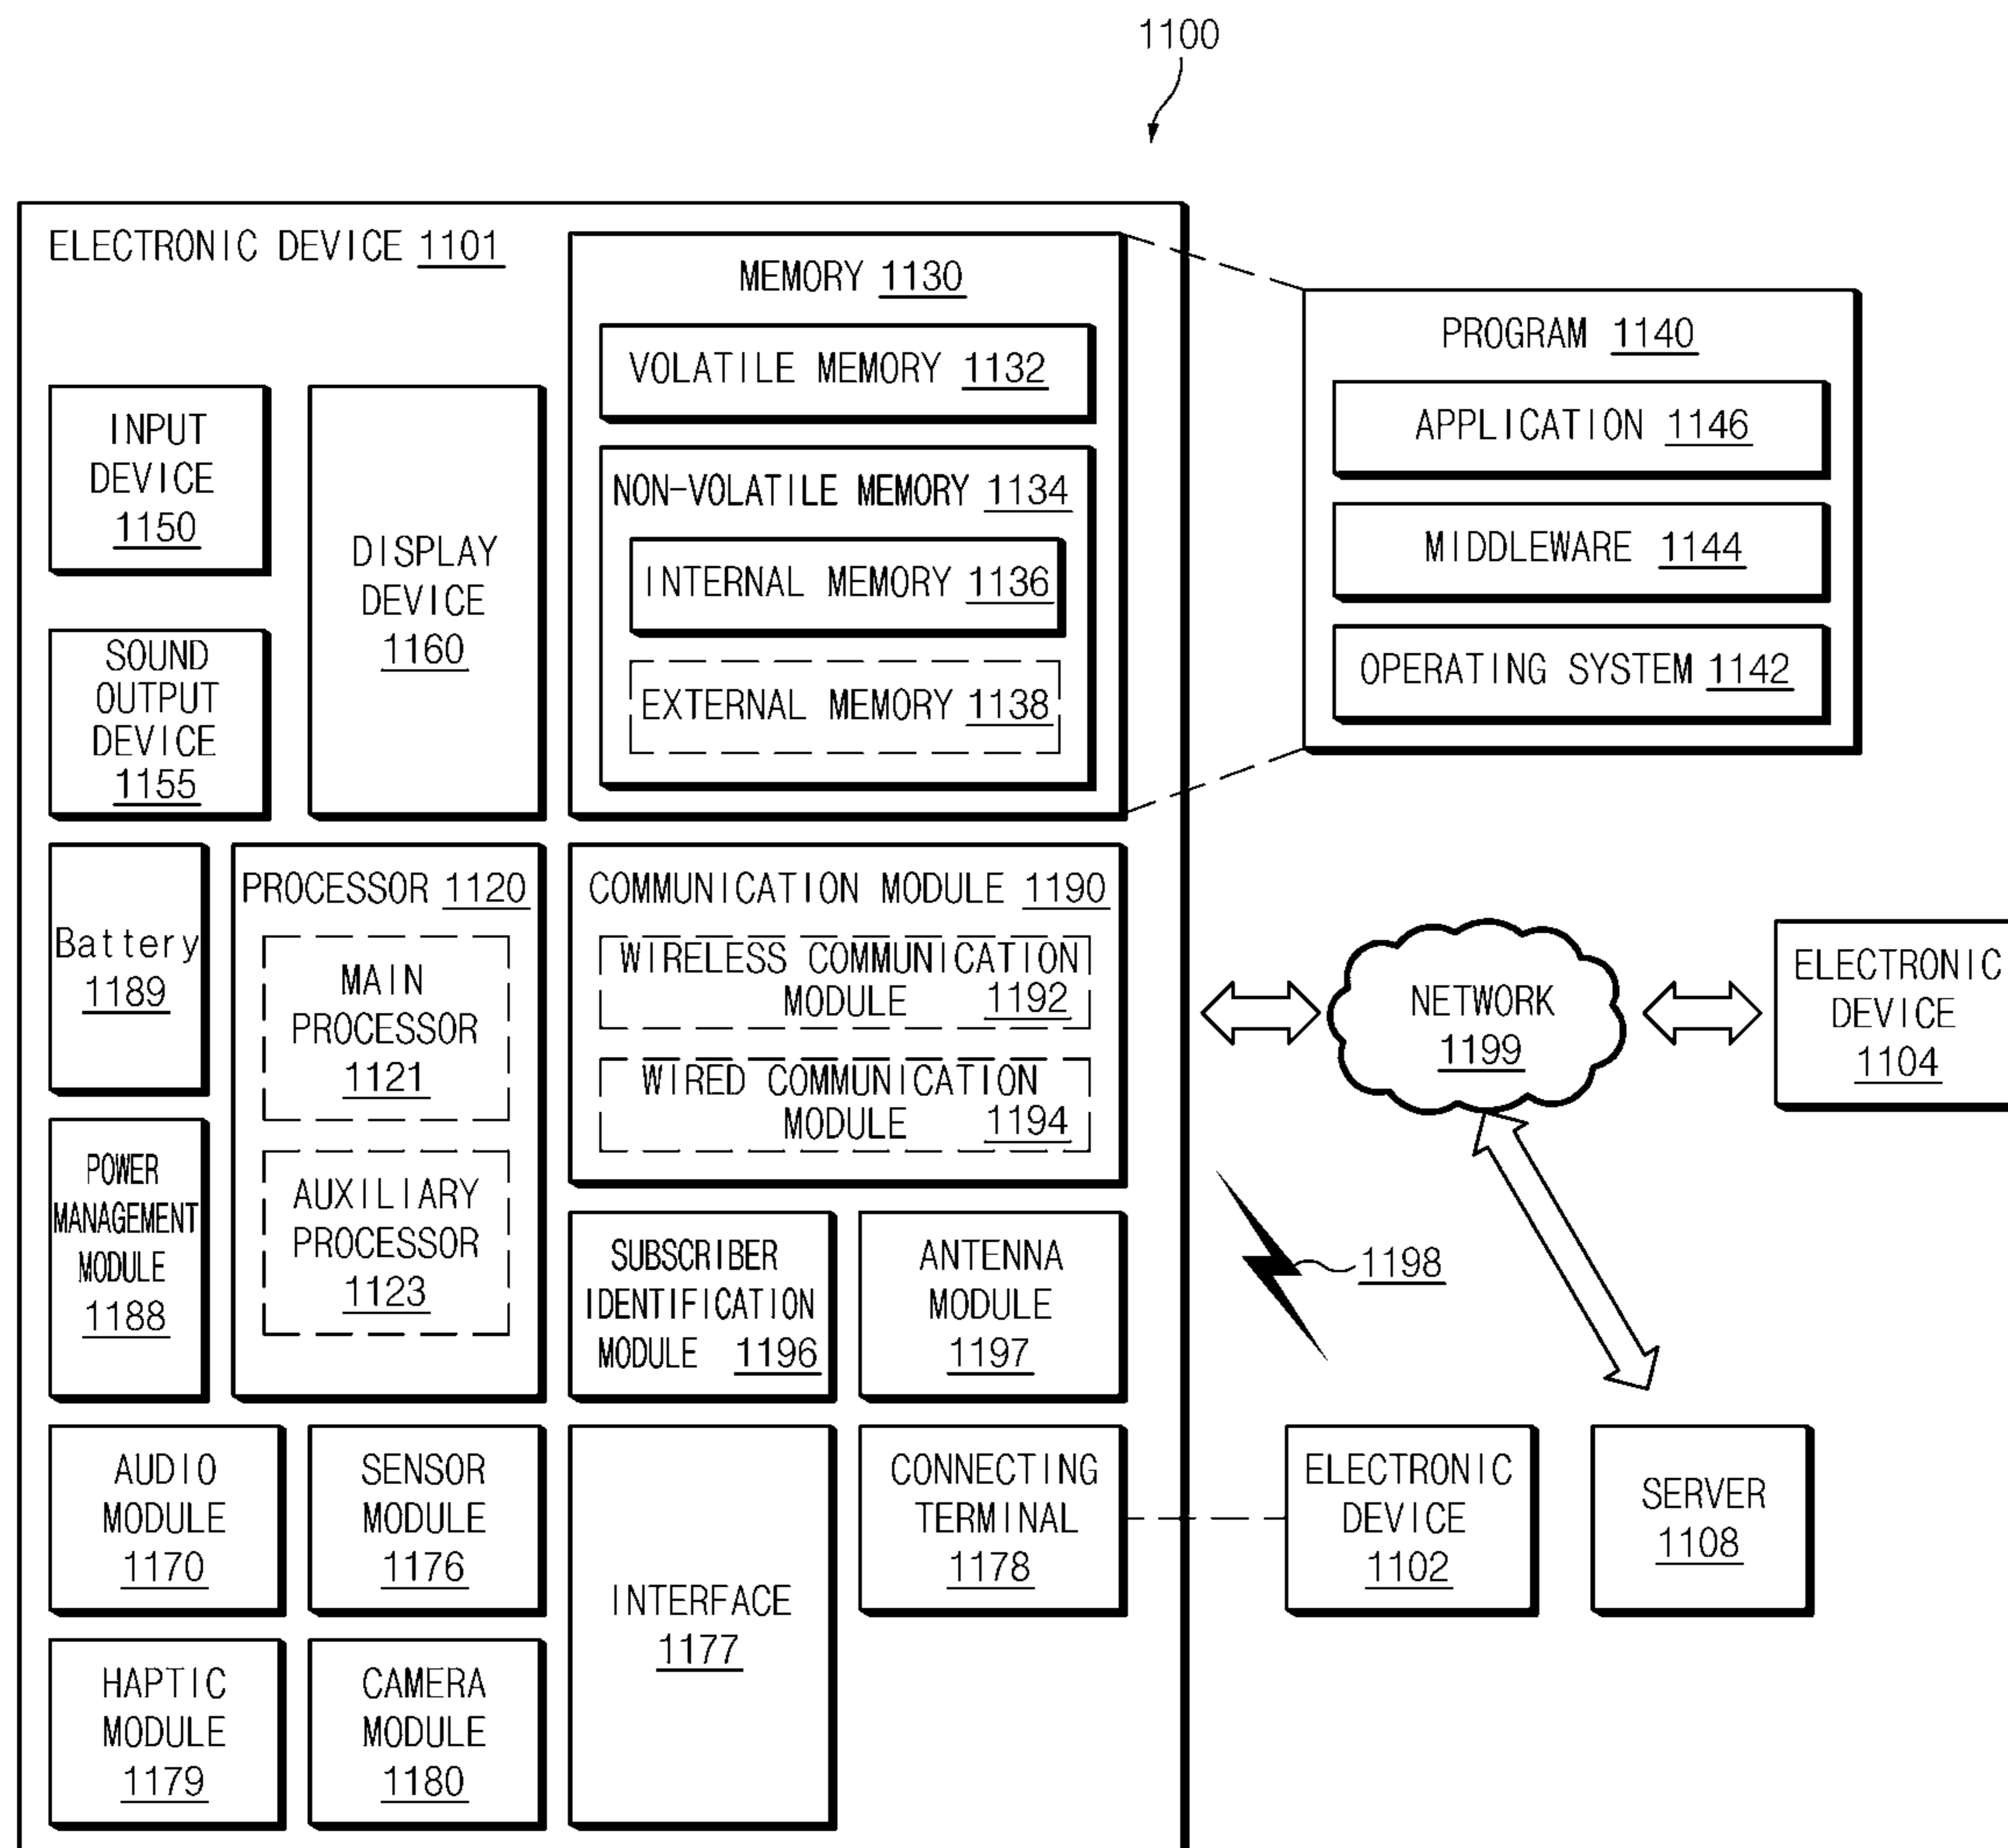 1100
ELECTRONIC DEVICE 1101
MEMORY 1130
VOLATILE MEMORY 1132
NON-VOLATILE MEMORY 1134
INTERNAL MEMORY 1136
EXTERNAL MEMORY 1138
PROGRAM 1140
APPLICATION 1146
MIDDLEWARE 1144
OPERATING SYSTEM 1142
INPUT
DEVICE
1150
DISPLAY
DEVICE
1160
SOUND
OUTPUT
DEVICE
1155
Battery
1189
PROCESSOR 1120
MAIN
PROCESSOR
1121
AUXILIARY
PROCESSOR
1123
COMMUNICATION MODULE 1190
WIRELESS COMMUNICATION
MODULE 1192
WIRED COMMUNICATION
MODULE 1194
NETWORK
1199
ELECTRONIC
DEVICE
1104
POWER
MANAGEMENT
MODULE
1188
SUBSCRIBER
IDENTIFICATION
MODULE 1196
ANTENNA
MODULE
1197
1198
AUDIO
MODULE
1170
SENSOR
MODULE
1176
INTERFACE
1177
CONNECTING
TERMINAL
1178
ELECTRONIC
DEVICE
1102
SERVER
1108
HAPTIC
MODULE
1179
CAMERA
MODULE
1180